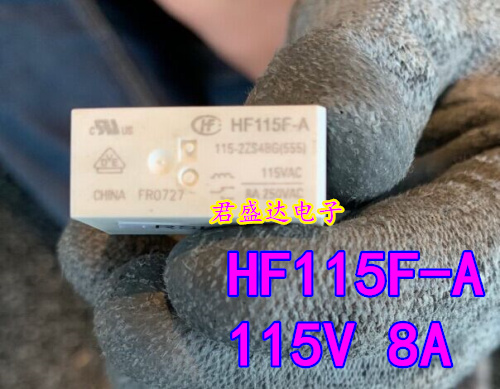 HF HF115F-A
115-2ZS4BG(555)
115VAC
8A 250VAC
CHINA FR0727
君盛达电子
HF115F-A
115V 8A